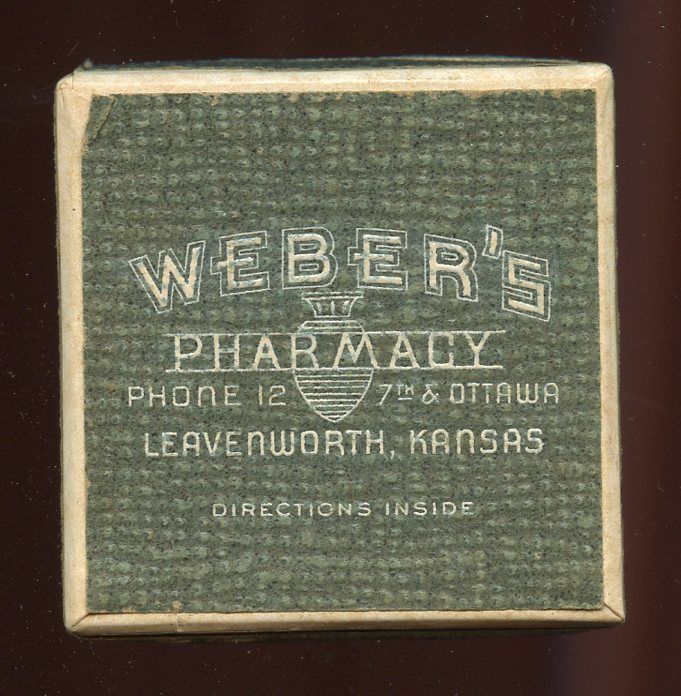 WEBER'S
PHARMACY
PHONE 12 7TH & OTTAWA
LEAVENWORTH, KANSAS
DIRECTIONS INSIDE